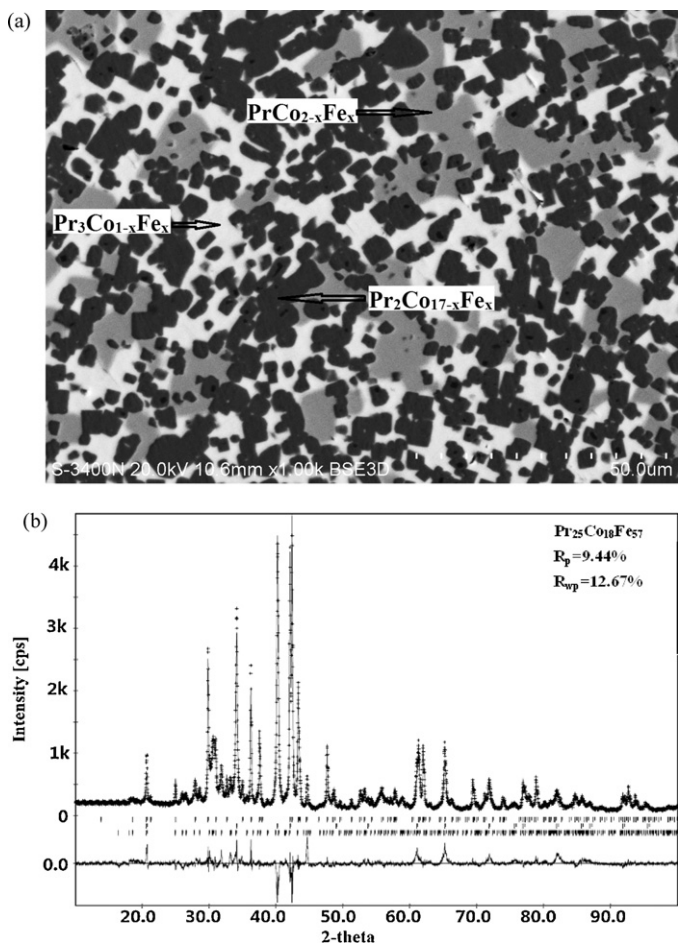 (a)
PrCo₂₋ₓFeₓ
Pr₃Co₁₋ₓFeₓ
Pr₂Co₁₇₋ₓFeₓ
S-3400N 20.0kV 10.6mm x1.00k BSE3D 50.0um
(b)
Pr₂₅Co₁₈Fe₅₇
Rₚ=9.44%
R_wp=12.67%
4k
3k
2k
1k
0
0.0
Intensity [cps]
20.0 30.0 40.0 50.0 60.0 70.0 80.0 90.0
2-theta